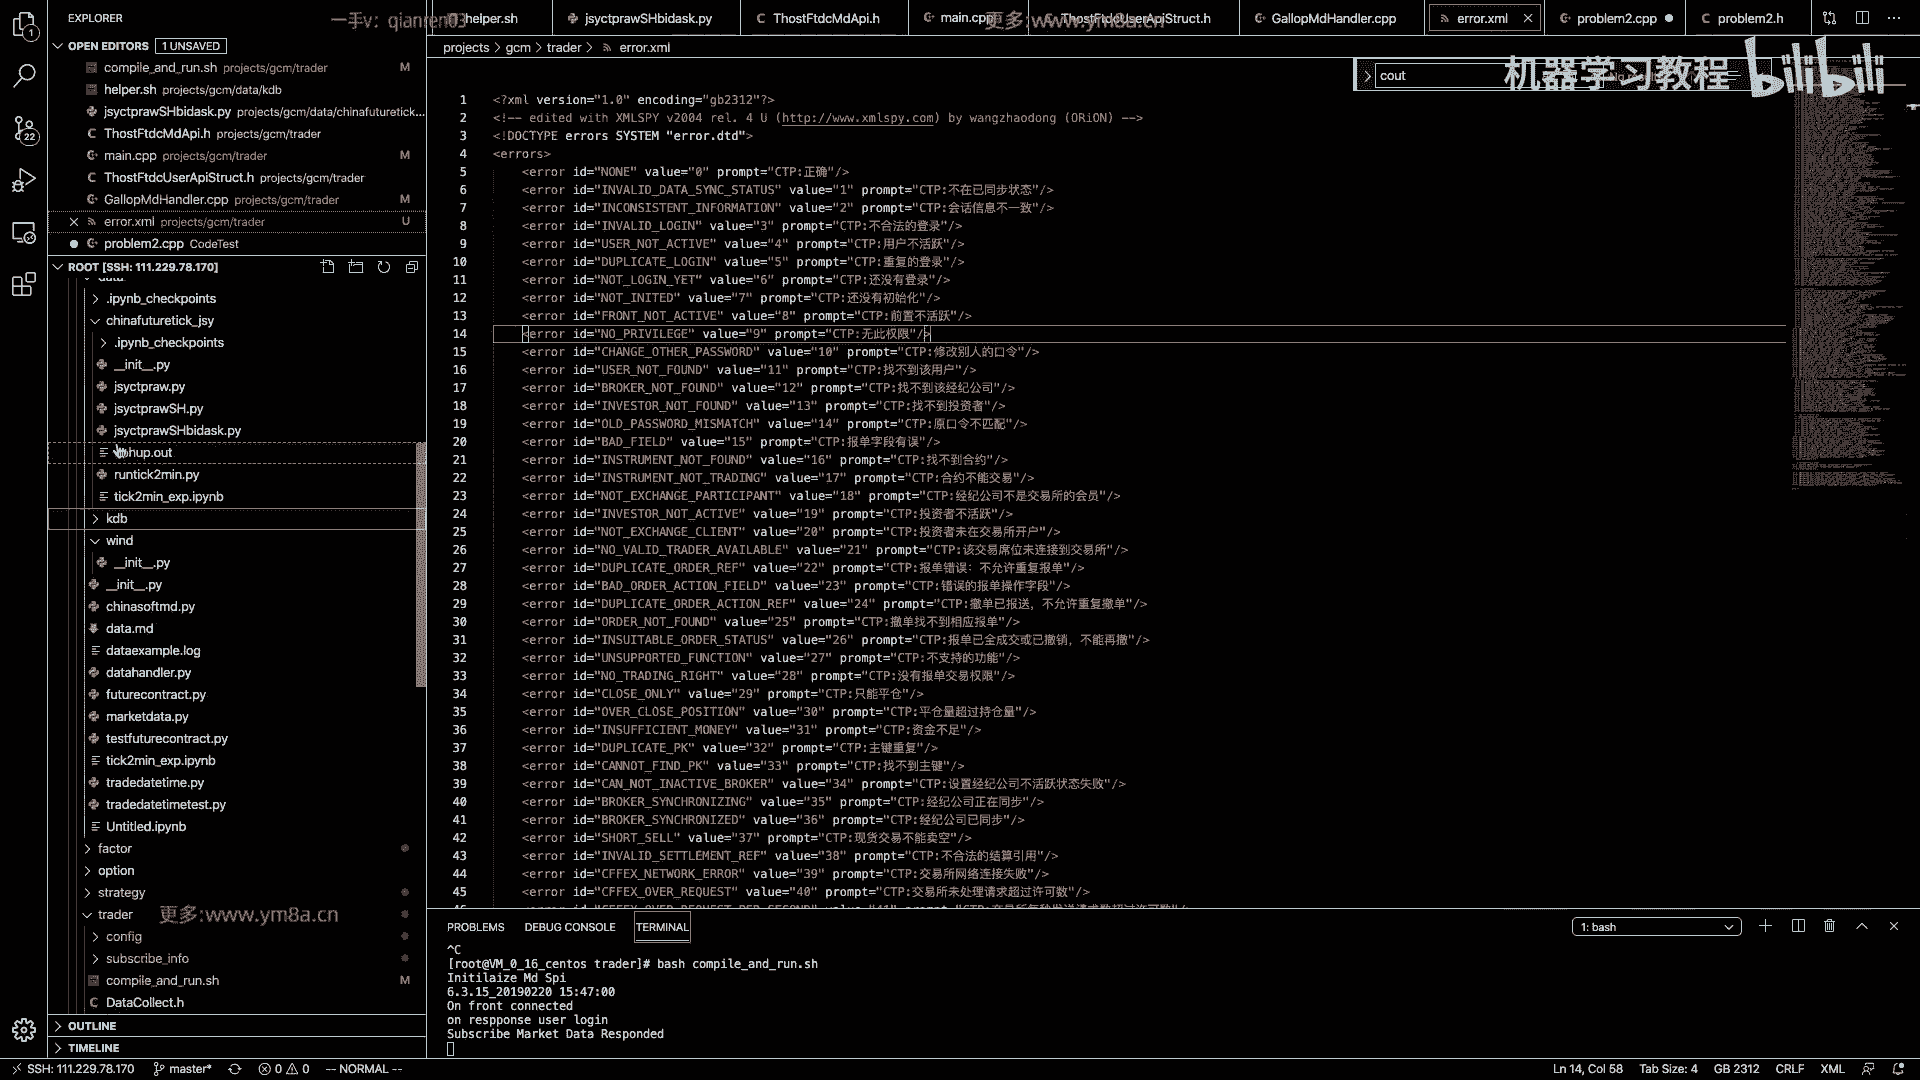 EXPLORER
OPEN EDITORS 1 UNSAVED
compile_and_run.sh projects/gcm/trader M
helper.sh projects/gcm/data/kdb
jsyctprawSHbidask.py projects/gcm/data/chinafuturetick...
ThostFtdcMdApi.h projects/gcm/trader
main.cpp projects/gcm/trader M
ThostFtdcUserApiStruct.h projects/gcm/trader
GallopMdHandler.cpp projects/gcm/trader M
error.xml projects/gcm/trader U
problem2.cpp CodeTest
ROOT [SSH: 111.229.78.170]
data
.ipynb_checkpoints
chinafuturetick_jsy
.ipynb_checkpoints
__init__.py
jsyctpraw.py
jsyctprawSH.py
jsyctprawSHbidask.py
hup.out
runtick2min.py
tick2min_exp.ipynb
kdb
wind
__init__.py
__init__.py
chinasoftmd.py
data.md
dataexample.log
datahandler.py
futurecontract.py
marketdata.py
testfuturecontract.py
tick2min_exp.ipynb
tradedatetime.py
tradedatetimetest.py
Untitled.ipynb
factor
option
strategy
trader
更多:www.ym8a.cn
config
subscribe_info
compile_and_run.sh M
DataCollect.h
OUTLINE
TIMELINE
一手v: qianren03
更多:www.ym8a.cn
helper.sh
jsyctprawSHbidask.py
ThostFtdcMdApi.h
main.cpp
ThostFtdcUserApiStruct.h
GallopMdHandler.cpp
error.xml
problem2.cpp
problem2.h
projects > gcm > trader > error.xml
cout
机器学习教程 bilibili
1 <?xml version="1.0" encoding="gb2312"?>
2 <!-- edited with XMLSPY v2004 rel. 4 U (http://www.xmlspy.com) by wangzhaodong (ORiON) -->
3 <!DOCTYPE errors SYSTEM "error.dtd">
4 <errors>
5 <error id="NONE" value="0" prompt="CTP:正确"/>
6 <error id="INVALID_DATA_SYNC_STATUS" value="1" prompt="CTP:不在已同步状态"/>
7 <error id="INCONSISTENT_INFORMATION" value="2" prompt="CTP:会话信息不一致"/>
8 <error id="INVALID_LOGIN" value="3" prompt="CTP:不合法的登录"/>
9 <error id="USER_NOT_ACTIVE" value="4" prompt="CTP:用户不活跃"/>
10 <error id="DUPLICATE_LOGIN" value="5" prompt="CTP:重复的登录"/>
11 <error id="NOT_LOGIN_YET" value="6" prompt="CTP:还没有登录"/>
12 <error id="NOT_INITED" value="7" prompt="CTP:还没有初始化"/>
13 <error id="FRONT_NOT_ACTIVE" value="8" prompt="CTP:前置不活跃"/>
14 <error id="NO_PRIVILEGE" value="9" prompt="CTP:无此权限"/>
15 <error id="CHANGE_OTHER_PASSWORD" value="10" prompt="CTP:修改别人的口令"/>
16 <error id="USER_NOT_FOUND" value="11" prompt="CTP:找不到该用户"/>
17 <error id="BROKER_NOT_FOUND" value="12" prompt="CTP:找不到该经纪公司"/>
18 <error id="INVESTOR_NOT_FOUND" value="13" prompt="CTP:找不到投资者"/>
19 <error id="OLD_PASSWORD_MISMATCH" value="14" prompt="CTP:原口令不匹配"/>
20 <error id="BAD_FIELD" value="15" prompt="CTP:报单字段有误"/>
21 <error id="INSTRUMENT_NOT_FOUND" value="16" prompt="CTP:找不到合约"/>
22 <error id="INSTRUMENT_NOT_TRADING" value="17" prompt="CTP:合约不能交易"/>
23 <error id="NOT_EXCHANGE_PARTICIPANT" value="18" prompt="CTP:经纪公司不是交易所的会员"/>
24 <error id="INVESTOR_NOT_ACTIVE" value="19" prompt="CTP:投资者不活跃"/>
25 <error id="NOT_EXCHANGE_CLIENT" value="20" prompt="CTP:投资者未在交易所开户"/>
26 <error id="NO_VALID_TRADER_AVAILABLE" value="21" prompt="CTP:该交易席位未连接到交易所"/>
27 <error id="DUPLICATE_ORDER_REF" value="22" prompt="CTP:报单错误：不允许重复报单"/>
28 <error id="BAD_ORDER_ACTION_FIELD" value="23" prompt="CTP:错误的报单操作字段"/>
29 <error id="DUPLICATE_ORDER_ACTION_REF" value="24" prompt="CTP:撤单已报送，不允许重复撤单"/>
30 <error id="ORDER_NOT_FOUND" value="25" prompt="CTP:撤单找不到相应报单"/>
31 <error id="INSUITABLE_ORDER_STATUS" value="26" prompt="CTP:报单已全成交或已撤销，不能再撤"/>
32 <error id="UNSUPPORTED_FUNCTION" value="27" prompt="CTP:不支持的功能"/>
33 <error id="NO_TRADING_RIGHT" value="28" prompt="CTP:没有报单交易权限"/>
34 <error id="CLOSE_ONLY" value="29" prompt="CTP:只能平仓"/>
35 <error id="OVER_CLOSE_POSITION" value="30" prompt="CTP:平仓量超过持仓量"/>
36 <error id="INSUFFICIENT_MONEY" value="31" prompt="CTP:资金不足"/>
37 <error id="DUPLICATE_PK" value="32" prompt="CTP:主键重复"/>
38 <error id="CANNOT_FIND_PK" value="33" prompt="CTP:找不到主键"/>
39 <error id="CAN_NOT_INACTIVE_BROKER" value="34" prompt="CTP:设置经纪公司不活跃状态失败"/>
40 <error id="BROKER_SYNCHRONIZING" value="35" prompt="CTP:经纪公司正在同步"/>
41 <error id="BROKER_SYNCHRONIZED" value="36" prompt="CTP:经纪公司已同步"/>
42 <error id="SHORT_SELL" value="37" prompt="CTP:现货交易不能卖空"/>
43 <error id="INVALID_SETTLEMENT_REF" value="38" prompt="CTP:不合法的结算引用"/>
44 <error id="CFFEX_NETWORK_ERROR" value="39" prompt="CTP:交易所网络连接失败"/>
45 <error id="CFFEX_OVER_REQUEST" value="40" prompt="CTP:交易所未处理请求超过许可数"/>
PROBLEMS DEBUG CONSOLE TERMINAL 1: bash
^C
[root@VM_0_16_centos trader]# bash compile_and_run.sh
Initilaize Md Spi
6.3.15_20190220 15:47:00
On front connected
on respponse user login
Subscribe Market Data Responded
SSH: 111.229.78.170 master* 0 0 -- NORMAL -- Ln 14, Col 58 Tab Size: 4 GB 2312 CRLF XML